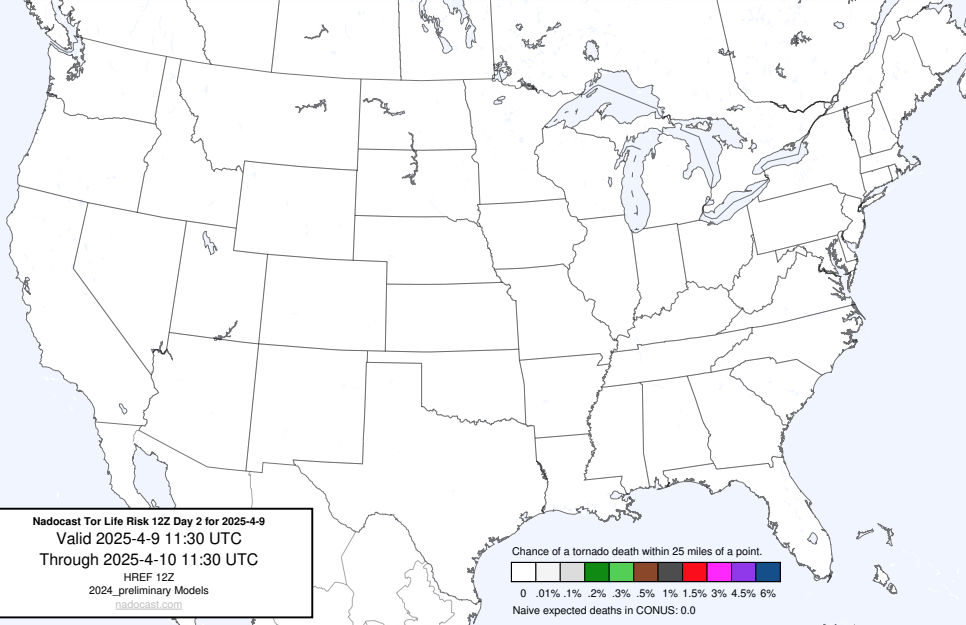 Nadocast Tor Life Risk 12Z Day 2 for 2025-4-9
Valid 2025-4-9 11:30 UTC
Through 2025-4-10 11:30 UTC
HREF 12Z
2024_preliminary Models
nadocast.com
Chance of a tornado death within 25 miles of a point.
0 .01% .1% .2% .3% .5% 1% 1.5% 3% 4.5% 6%
Naive expected deaths in CONUS: 0.0